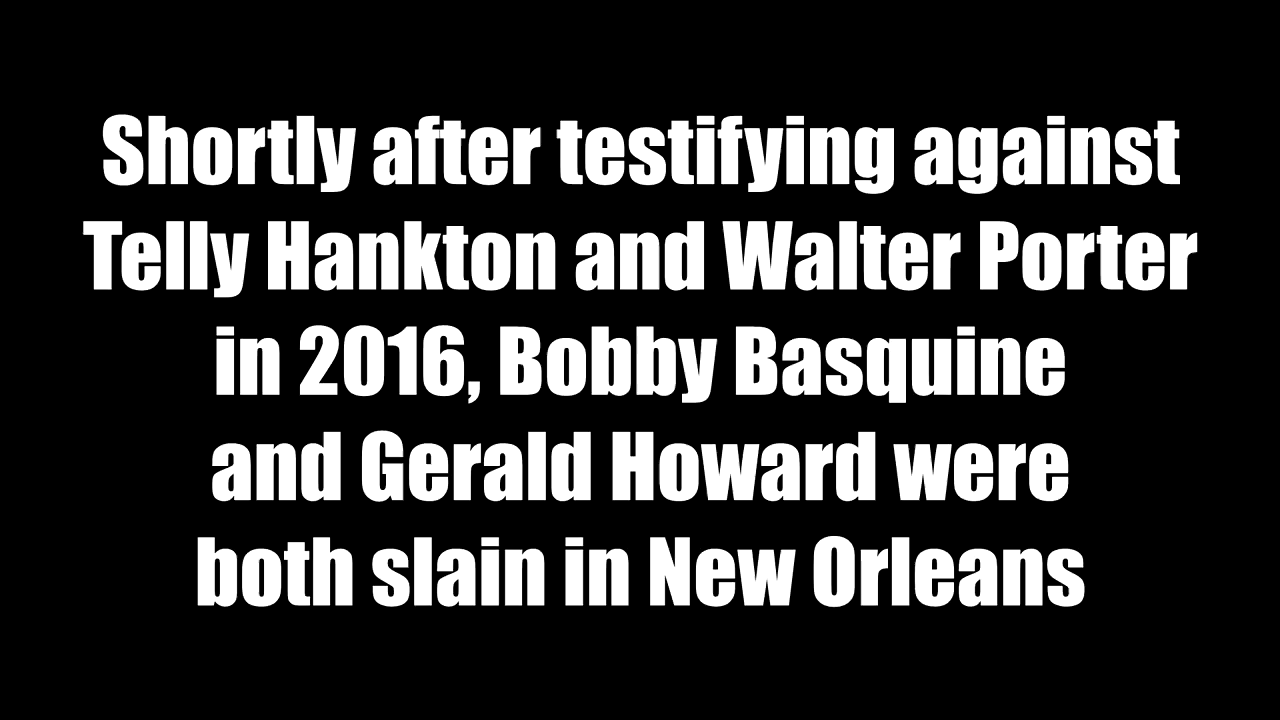 Shortly after testifying against
Telly Hankton and Walter Porter
in 2016, Bobby Basquine
and Gerald Howard were
both slain in New Orleans